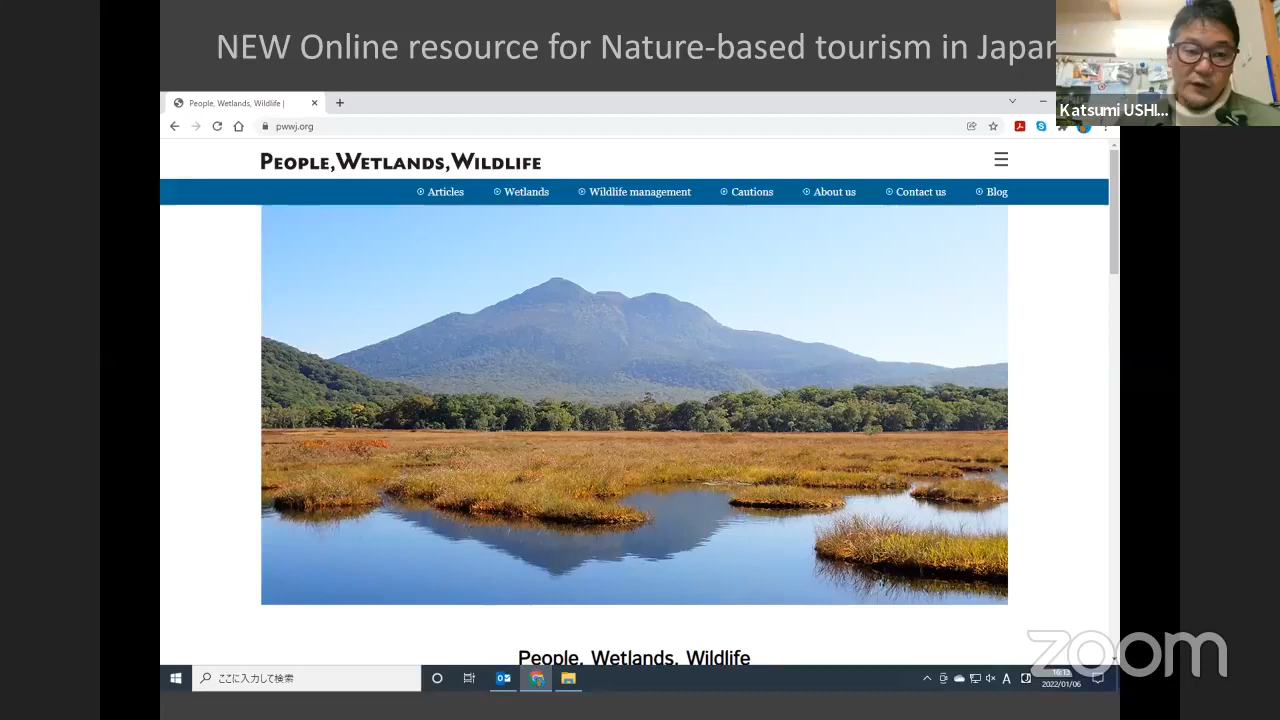 NEW Online resource for Nature-based tourism in Japan
Katsumi USHI...
People, Wetlands, Wildlife |
pwwj.org
PEOPLE,WETLANDS,WILDLIFE
Articles Wetlands Wildlife management Cautions About us Contact us Blog
People, Wetlands, Wildlife
zoom
ここに入力して検索
A
16:13
2022/01/06